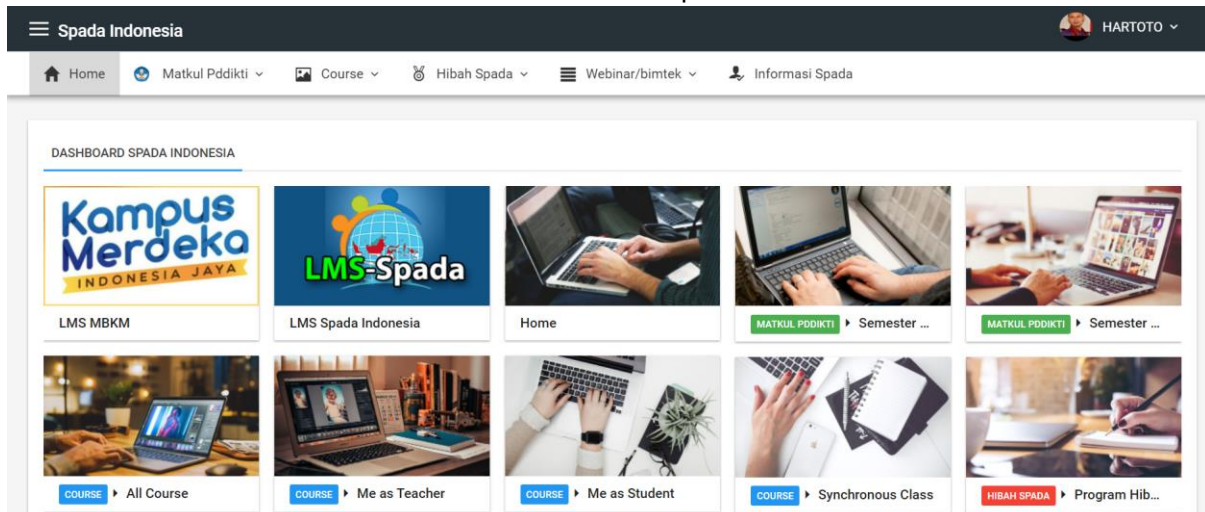 Spada Indonesia HARTOTO
Home Matkul Pddikti Course Hibah Spada Webinar/bimtek Informasi Spada
DASHBOARD SPADA INDONESIA
Kampus
Merdeka
INDONESIA JAYA
LMS-Spada
LMS MBKM LMS Spada Indonesia Home MATKUL PDDIKTI Semester ... MATKUL PDDIKTI Semester ...
COURSE All Course COURSE Me as Teacher COURSE Me as Student COURSE Synchronous Class HIBAH SPADA Program Hib...